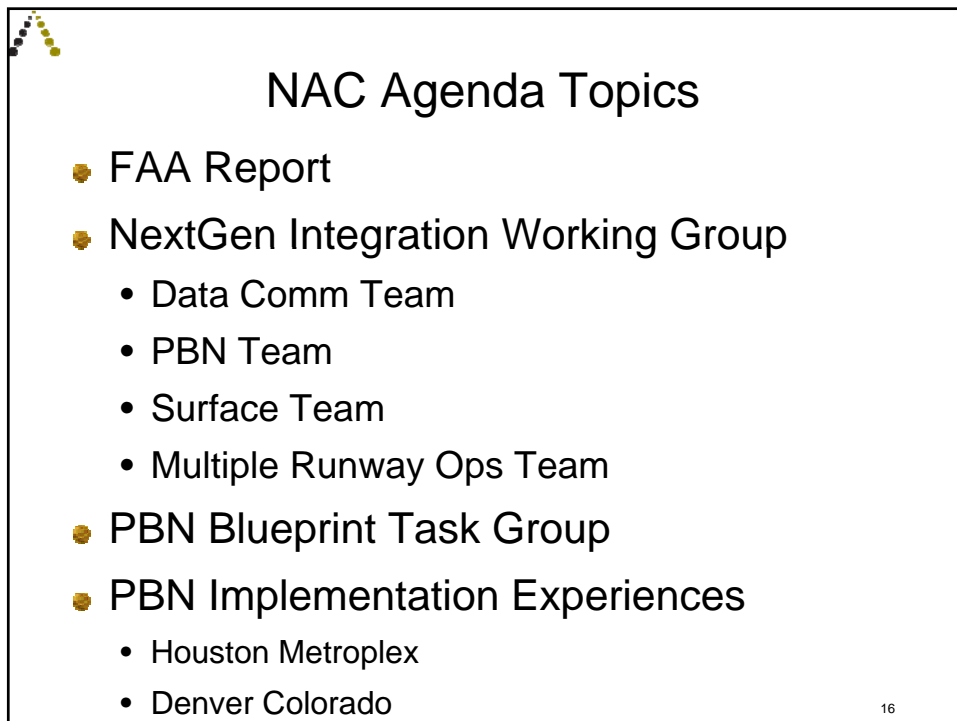 NAC Agenda Topics
FAA Report
NextGen Integration Working Group
• Data Comm Team
• PBN Team
• Surface Team
• Multiple Runway Ops Team
PBN Blueprint Task Group
PBN Implementation Experiences
• Houston Metroplex
• Denver Colorado
16